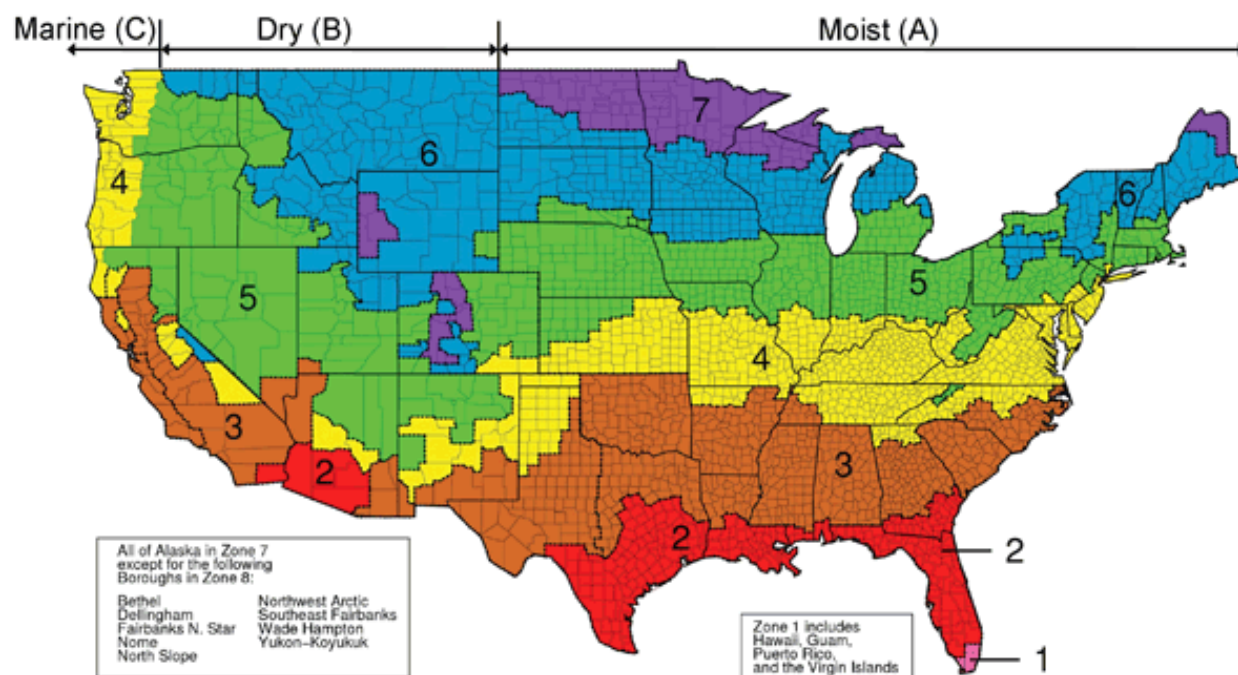 Marine (C) Dry (B) Moist (A)
7
6
4
6
5
5
4
3
3
2
2
2
1
All of Alaska in Zone 7
except for the following
Boroughs in Zone 8:
Bethel Northwest Arctic
Dellingham Southeast Fairbanks
Fairbanks N. Star Wade Hampton
Nome Yukon-Koyukuk
North Slope
Zone 1 includes
Hawaii, Guam,
Puerto Rico,
and the Virgin Islands